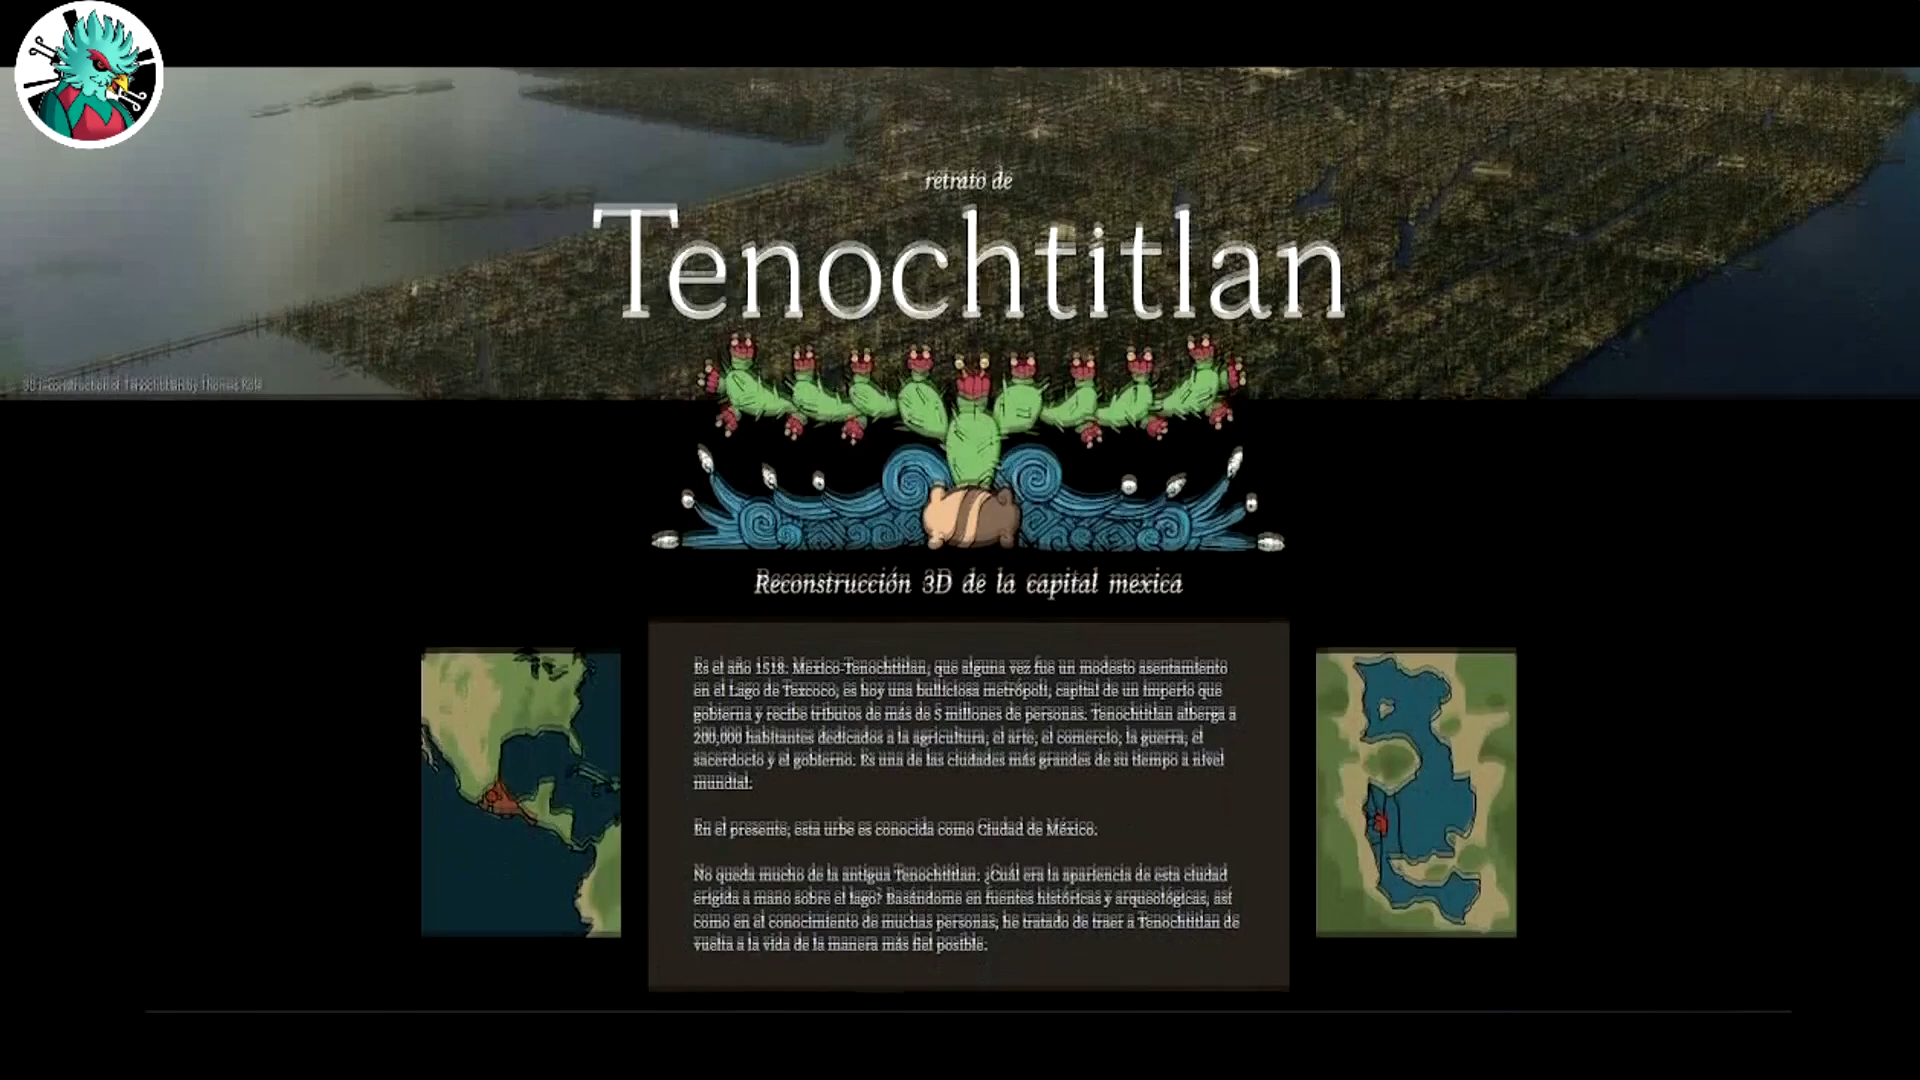 retrato de
Tenochtitlan
3D reconstruction of Tenochtitlan by Thomas Kole
Reconstrucción 3D de la capital mexica
Es el año 1518. Mexico-Tenochtitlan, que alguna vez fue un modesto asentamiento
en el Lago de Texcoco, es hoy una bulliciosa metrópoli, capital de un imperio que
gobierna y recibe tributos de más de 5 millones de personas. Tenochtitlan alberga a
200,000 habitantes dedicados a la agricultura, el arte, el comercio, la guerra, el
sacerdocio y el gobierno. Es una de las ciudades más grandes de su tiempo a nivel
mundial.
En el presente, esta urbe es conocida como Ciudad de México.
No queda mucho de la antigua Tenochtitlan. ¿Cuál era la apariencia de esta ciudad
erigida a mano sobre el lago? Basándome en fuentes históricas y arqueológicas, así
como en el conocimiento de muchas personas, he tratado de traer a Tenochtitlan de
vuelta a la vida de la manera más fiel posible.